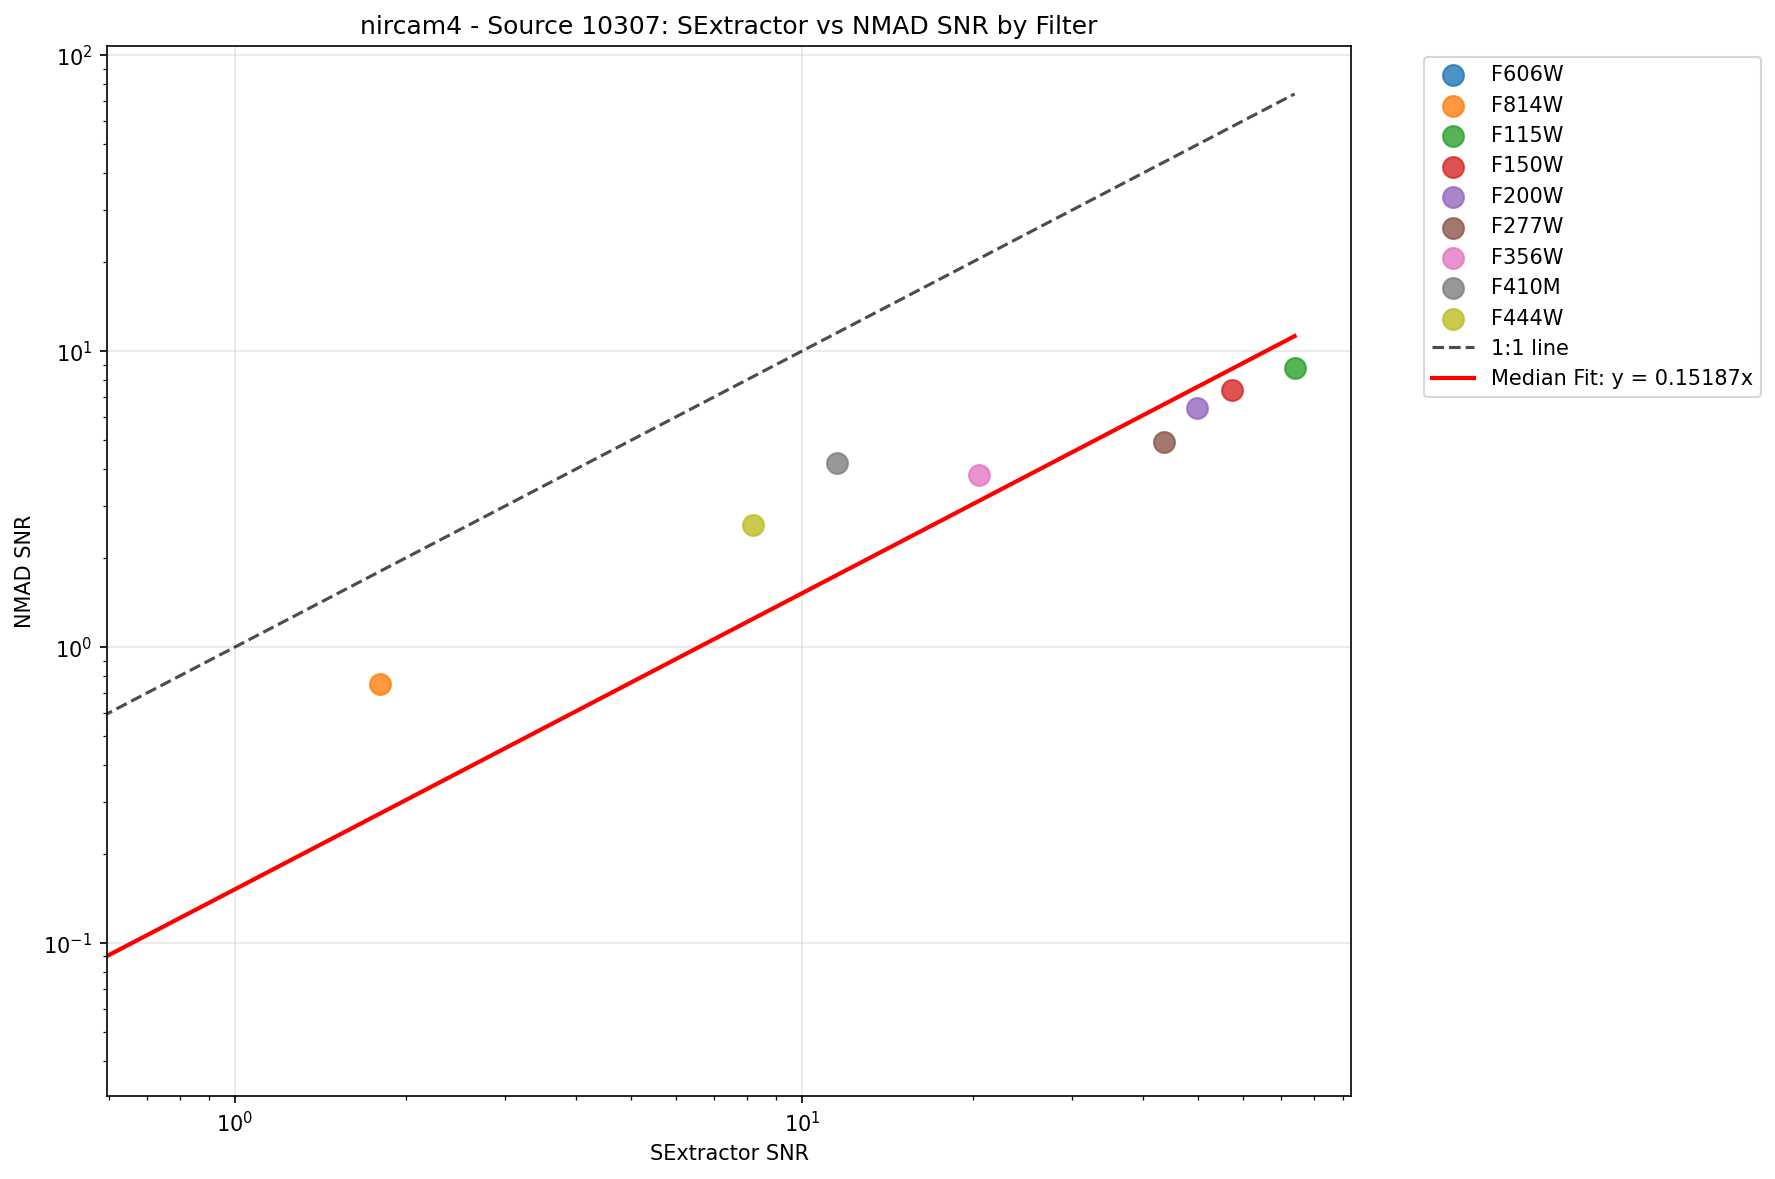 nircam4 - Source 10307: SExtractor vs NMAD SNR by Filter
10²
10¹
10⁰
10⁻¹
NMAD SNR
10⁰
10¹
SExtractor SNR
F606W
F814W
F115W
F150W
F200W
F277W
F356W
F410M
F444W
1:1 line
Median Fit: y = 0.15187x